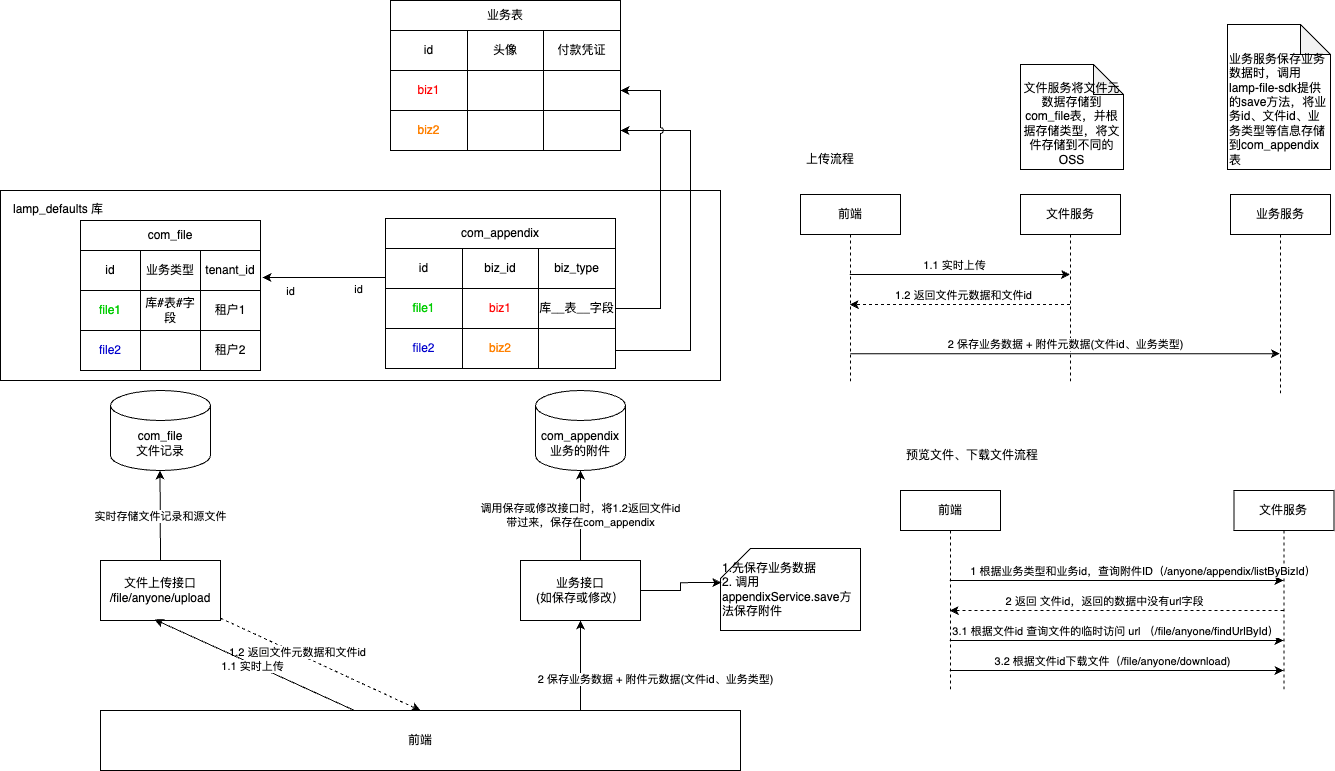 业务表
id 头像 付款凭证
biz1
biz2
lamp_defaults 库
com_file
id 业务类型 tenant_id
file1 库#表#字 租户1
段
file2 租户2
com_appendix
id biz_id biz_type
file1 biz1 库__表__字段
file2 biz2
id
id
com_file
文件记录
com_appendix
业务的附件
实时存储文件记录和源文件
调用保存或修改接口时，将1.2返回文件id
带过来，保存在com_appendix
文件上传接口
/file/anyone/upload
业务接口
(如保存或修改）
1.先保存业务数据
2. 调用
appendixService.save方
法保存附件
1.2 返回文件元数据和文件id
1.1 实时上传
2 保存业务数据 + 附件元数据(文件id、业务类型)
前端
上传流程
文件服务将文件元
数据存储到
com_file表，并根
据存储类型，将文
件存储到不同的
OSS
业务服务保存业务
数据时，调用
lamp-file-sdk提供
的save方法，将业
务id、文件id、业
务类型等信息存储
到com_appendix
表
前端
文件服务
业务服务
1.1 实时上传
1.2 返回文件元数据和文件id
2 保存业务数据 + 附件元数据(文件id、业务类型)
预览文件、下载文件流程
前端
文件服务
1 根据业务类型和业务id，查询附件ID（/anyone/appendix/listByBizId）
2 返回 文件id，返回的数据中没有url字段
3.1 根据文件id 查询文件的临时访问 url （/file/anyone/findUrlById）
3.2 根据文件id下载文件（/file/anyone/download)